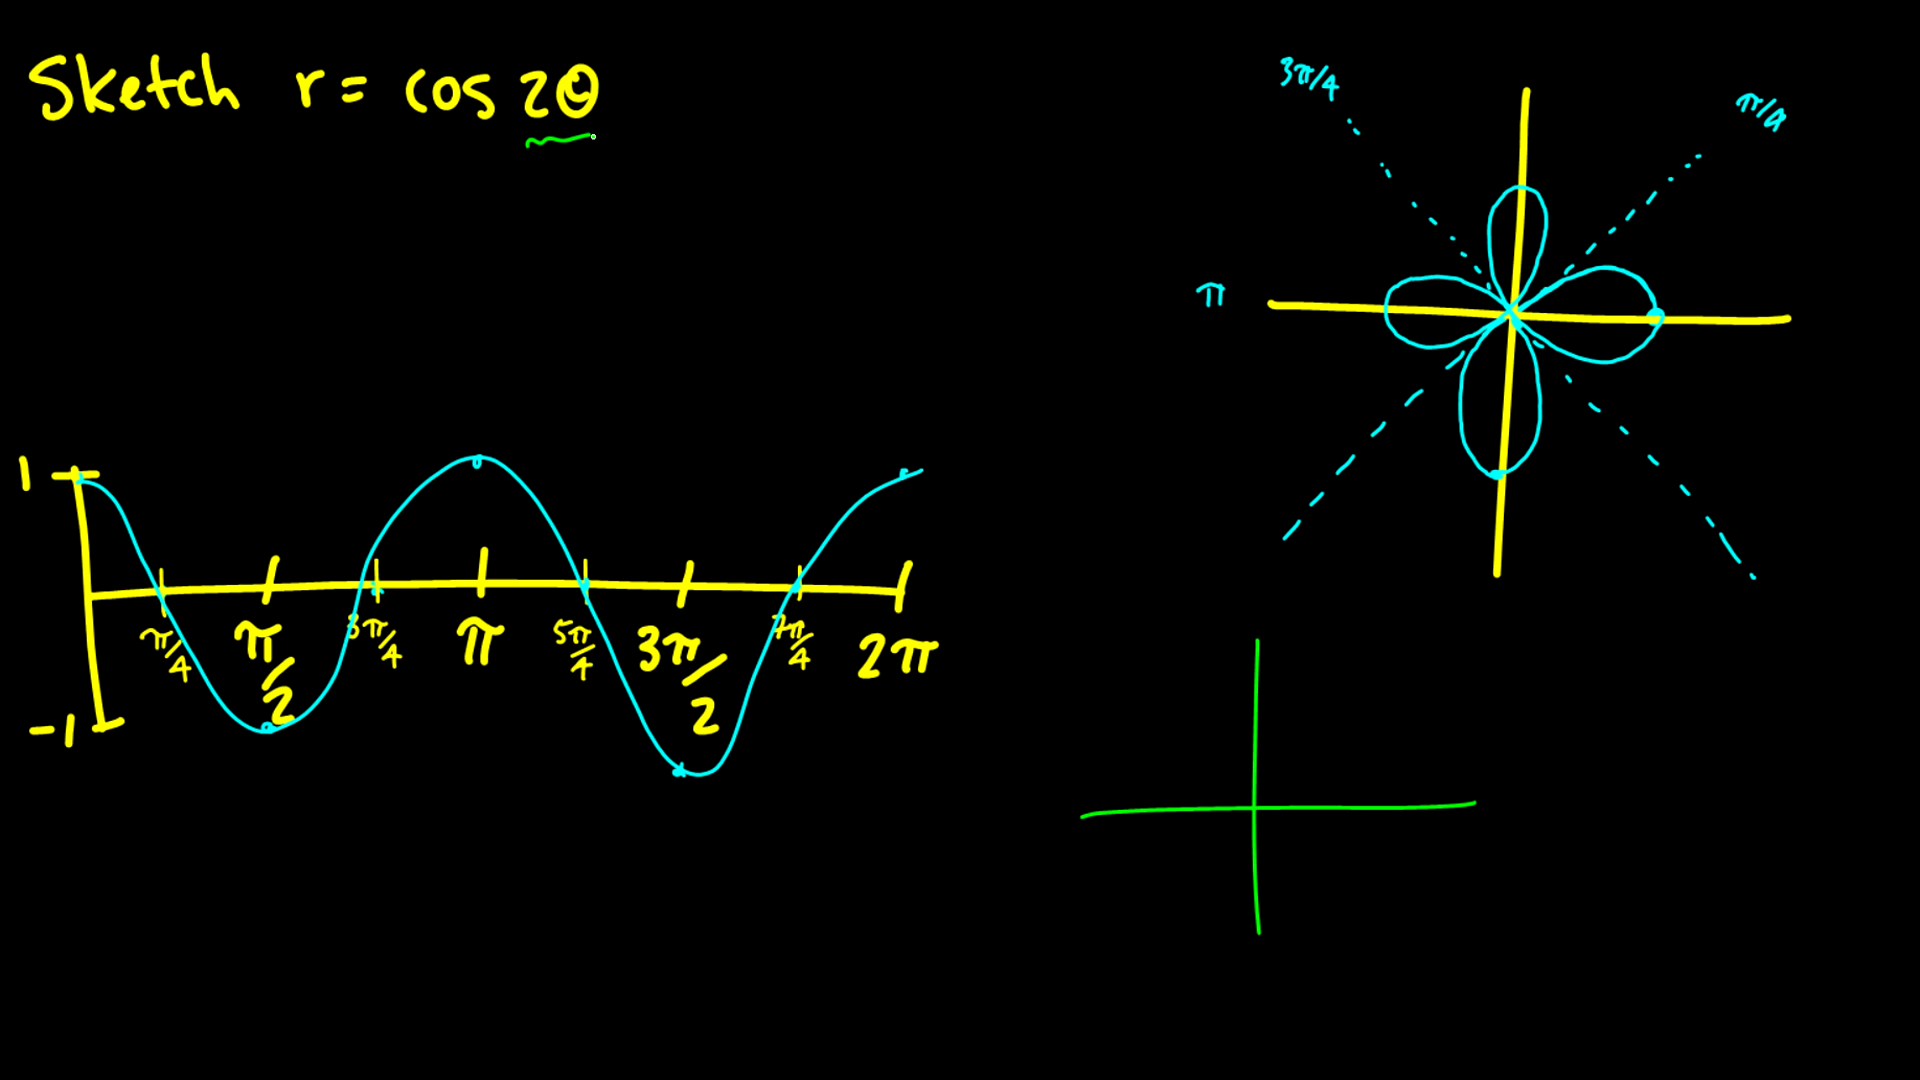 Sketch r = cos 2θ
3π/4
π/4
π
1
-1
π/4
π/2
3π/4
π
5π/4
3π/2
7π/4
2π